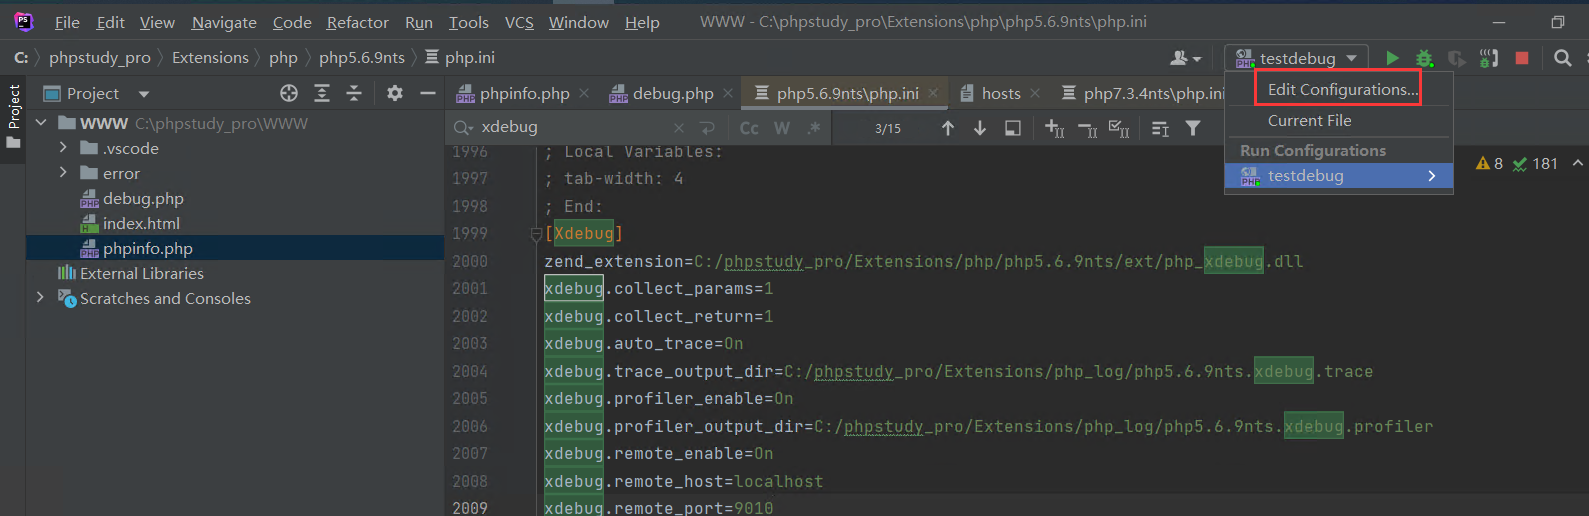 File Edit View Navigate Code Refactor Run Tools VCS Window Help WWW - C:\phpstudy_pro\Extensions\php\php5.6.9nts\php.ini
C: phpstudy_pro Extensions php php5.6.9nts php.ini testdebug
Edit Configurations...
Current File
Run Configurations
testdebug
Project
Project
phpinfo.php debug.php php5.6.9nts\php.ini hosts php7.3.4nts\php.ini
WWW C:\phpstudy_pro\WWW
.vscode
error
debug.php
index.html
phpinfo.php
External Libraries
Scratches and Consoles
xdebug Cc W .* 3/15
8 181
1996 ; Local Variables:
1997 ; tab-width: 4
1998 ; End:
1999 [Xdebug]
2000 zend_extension=C:/phpstudy_pro/Extensions/php/php5.6.9nts/ext/php_xdebug.dll
2001 xdebug.collect_params=1
2002 xdebug.collect_return=1
2003 xdebug.auto_trace=On
2004 xdebug.trace_output_dir=C:/phpstudy_pro/Extensions/php_log/php5.6.9nts.xdebug.trace
2005 xdebug.profiler_enable=On
2006 xdebug.profiler_output_dir=C:/phpstudy_pro/Extensions/php_log/php5.6.9nts.xdebug.profiler
2007 xdebug.remote_enable=On
2008 xdebug.remote_host=localhost
2009 xdebug.remote_port=9010